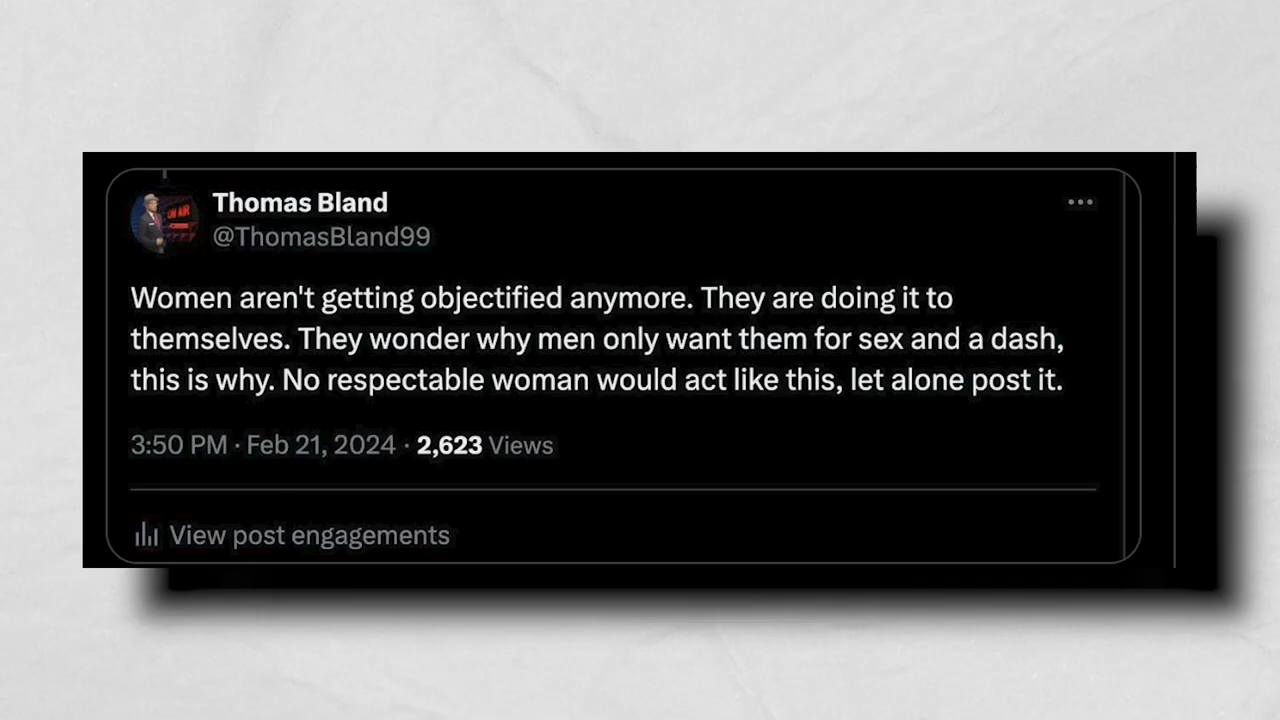 Thomas Bland
@ThomasBland99
Women aren't getting objectified anymore. They are doing it to
themselves. They wonder why men only want them for sex and a dash,
this is why. No respectable woman would act like this, let alone post it.
3:50 PM · Feb 21, 2024 · 2,623 Views
View post engagements
ON AIR